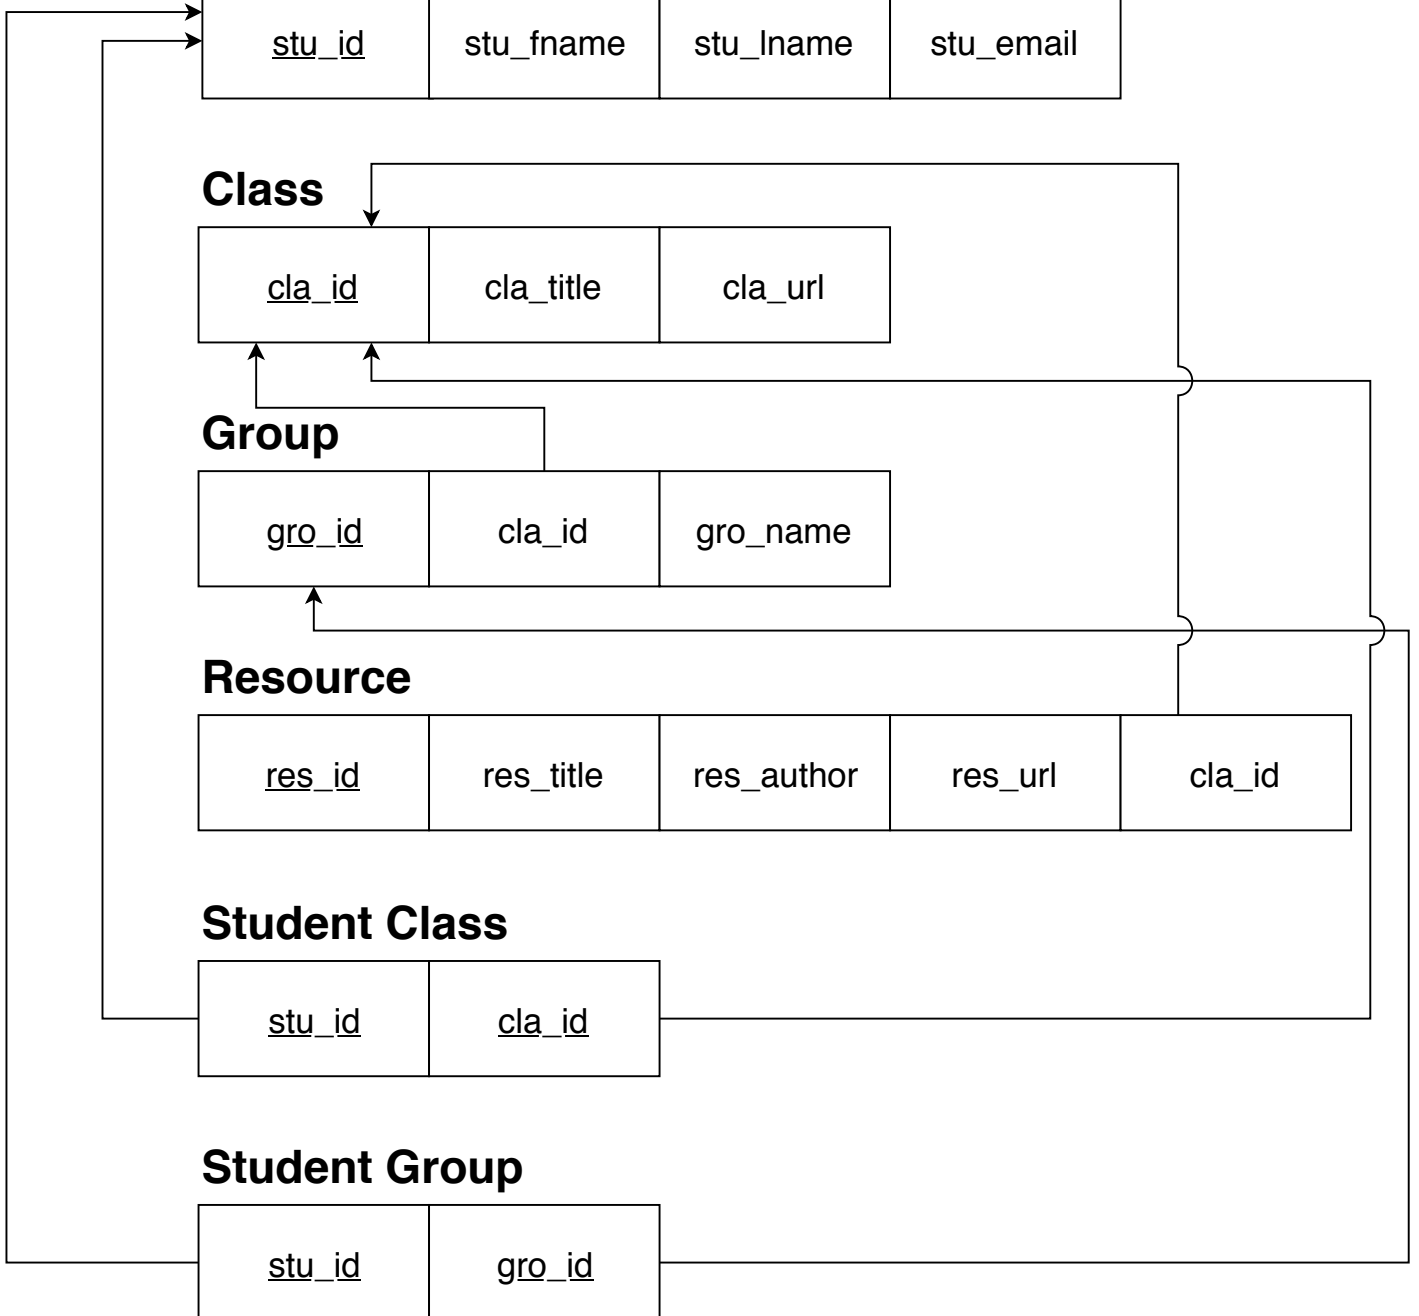 stu_id stu_fname stu_lname stu_email
Class
cla_id cla_title cla_url
Group
gro_id cla_id gro_name
Resource
res_id res_title res_author res_url cla_id
Student Class
stu_id cla_id
Student Group
stu_id gro_id